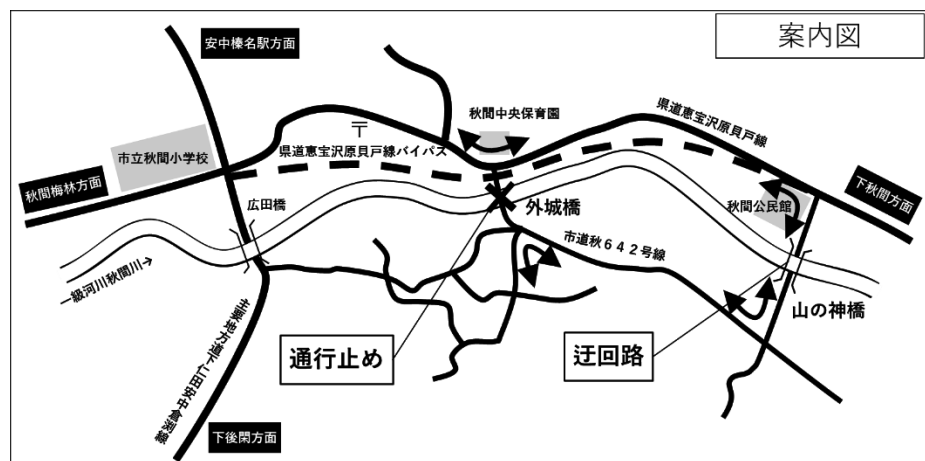 案内図
安中榛名駅方面
秋間中央保育園
県道恵宝沢原貝戸線
〒
市立秋間小学校
県道恵宝沢原貝戸線バイパス
秋間梅林方面
下秋間方面
広田橋
外城橋
秋間公民館
市道秋642号線
一級河川秋間川→
山の神橋
通行止め
迂回路
主要地方道下仁田安中倉渕線
下後閑方面